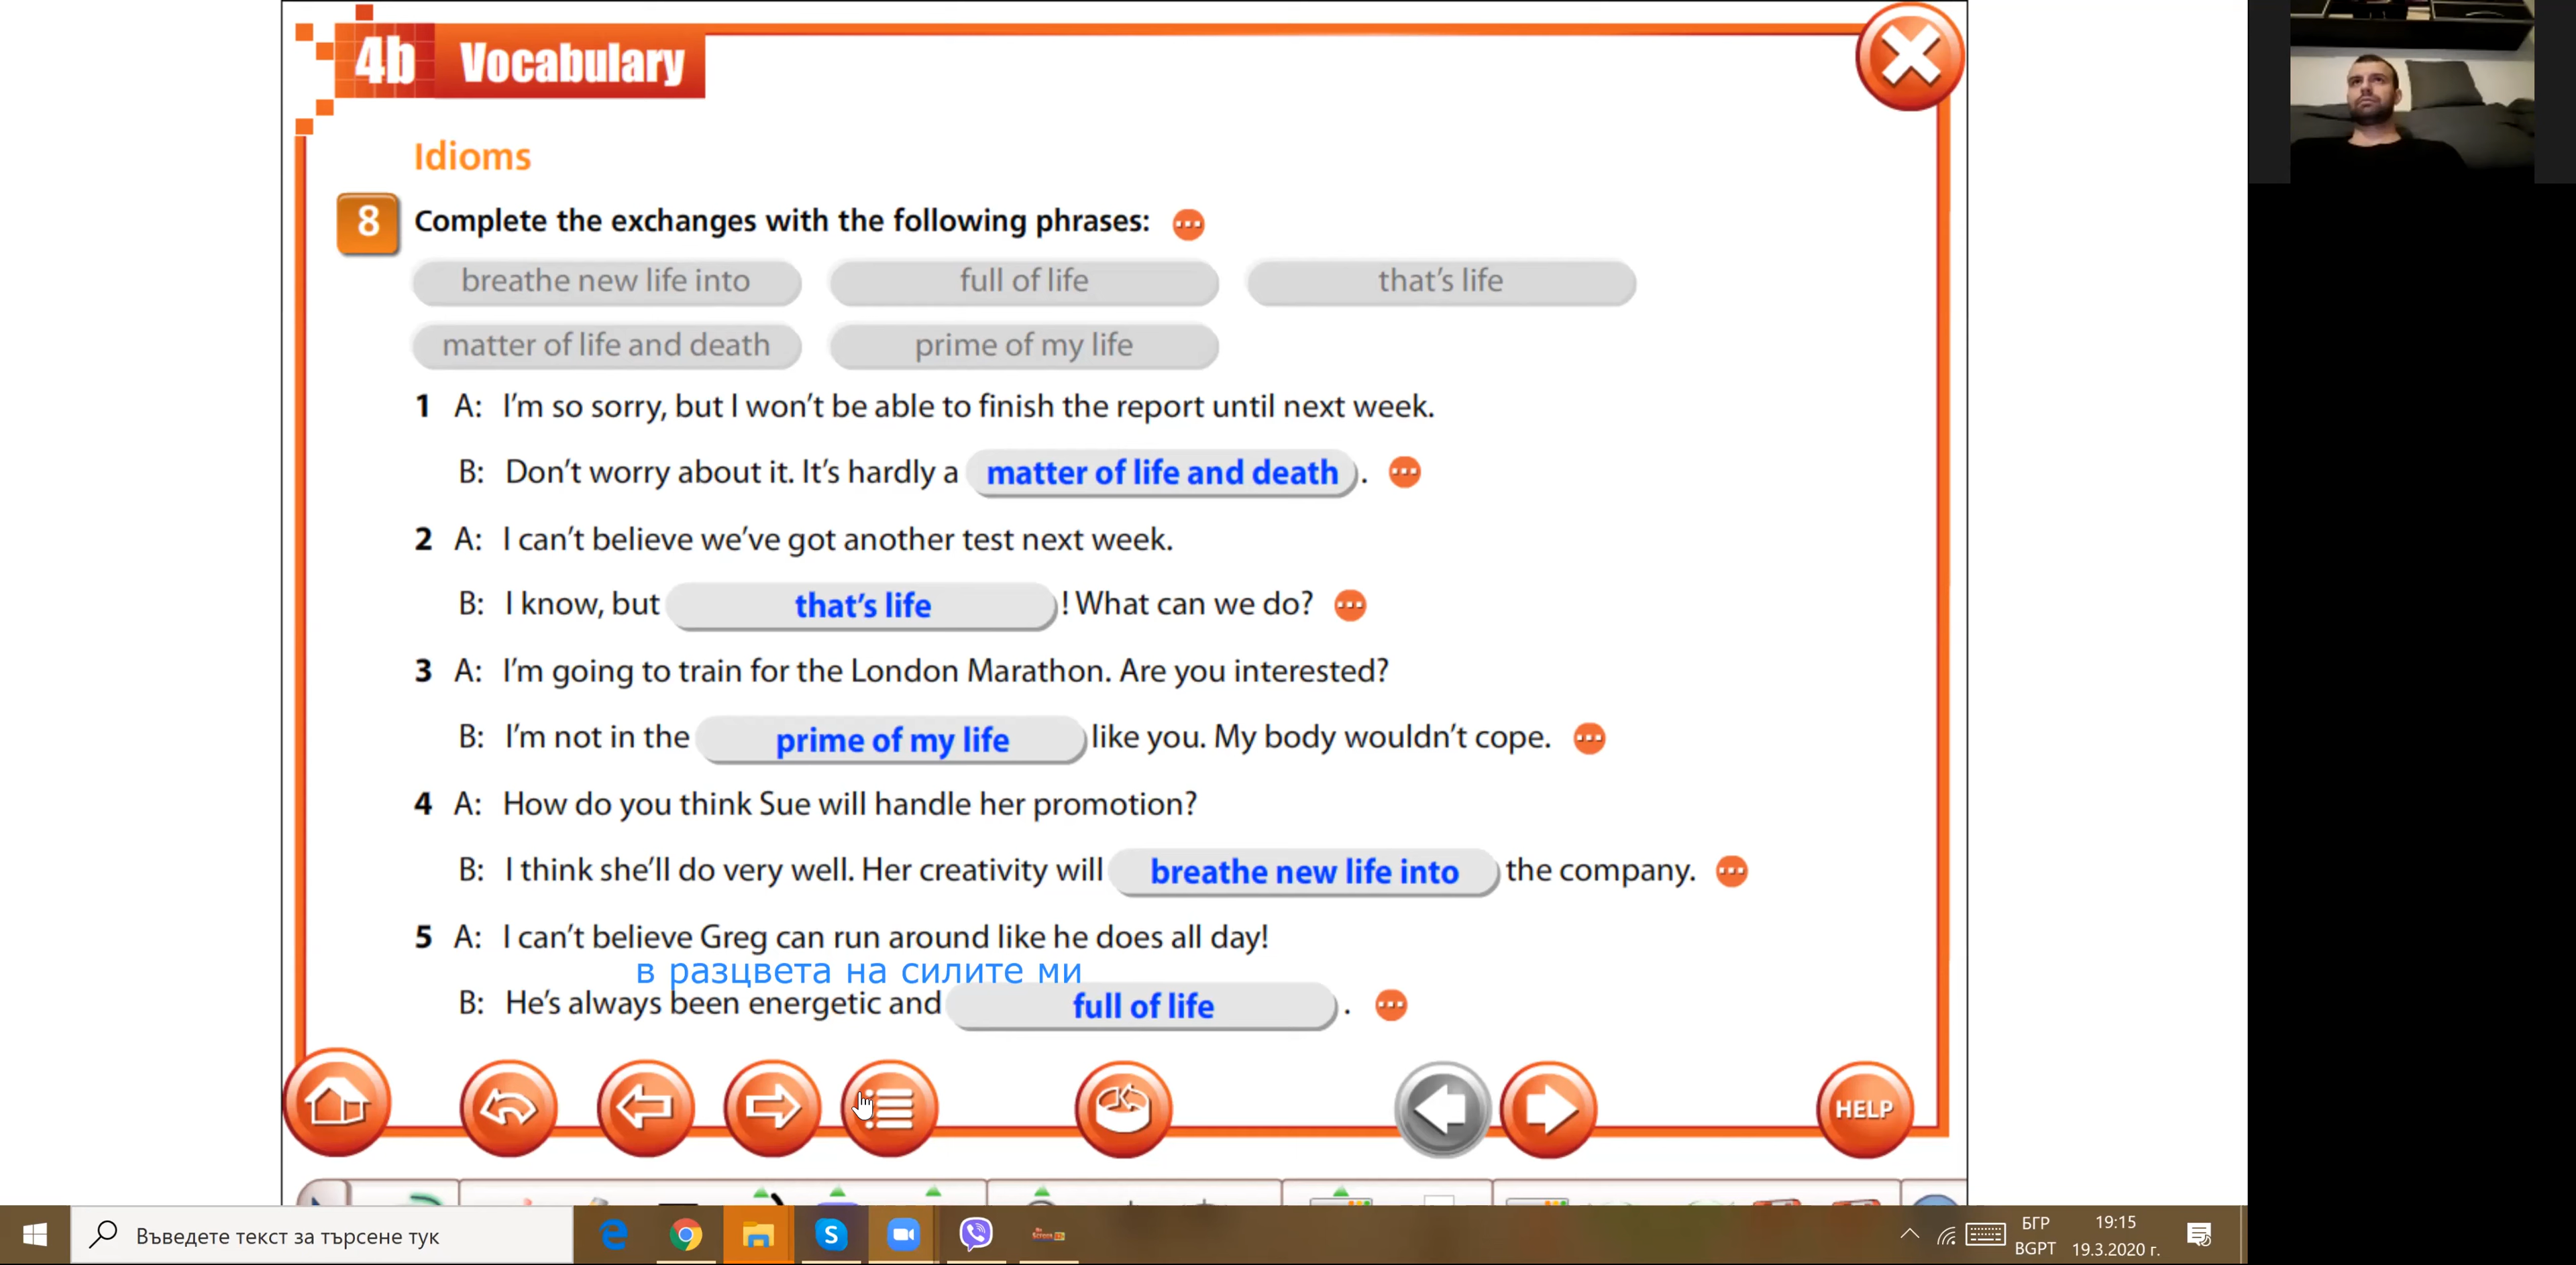 4b Vocabulary
Idioms
8 Complete the exchanges with the following phrases:
breathe new life into full of life that's life
matter of life and death prime of my life
1 A: I'm so sorry, but I won't be able to finish the report until next week.
B: Don't worry about it. It's hardly a matter of life and death.
2 A: I can't believe we've got another test next week.
B: I know, but that's life! What can we do?
3 A: I'm going to train for the London Marathon. Are you interested?
B: I'm not in the prime of my life like you. My body wouldn't cope.
4 A: How do you think Sue will handle her promotion?
B: I think she'll do very well. Her creativity will breathe new life into the company.
5 A: I can't believe Greg can run around like he does all day!
в разцвета на силите ми
B: He's always been energetic and full of life.
HELP
Въведете текст за търсене тук
БГР
BGPT
19:15
19.3.2020 г.